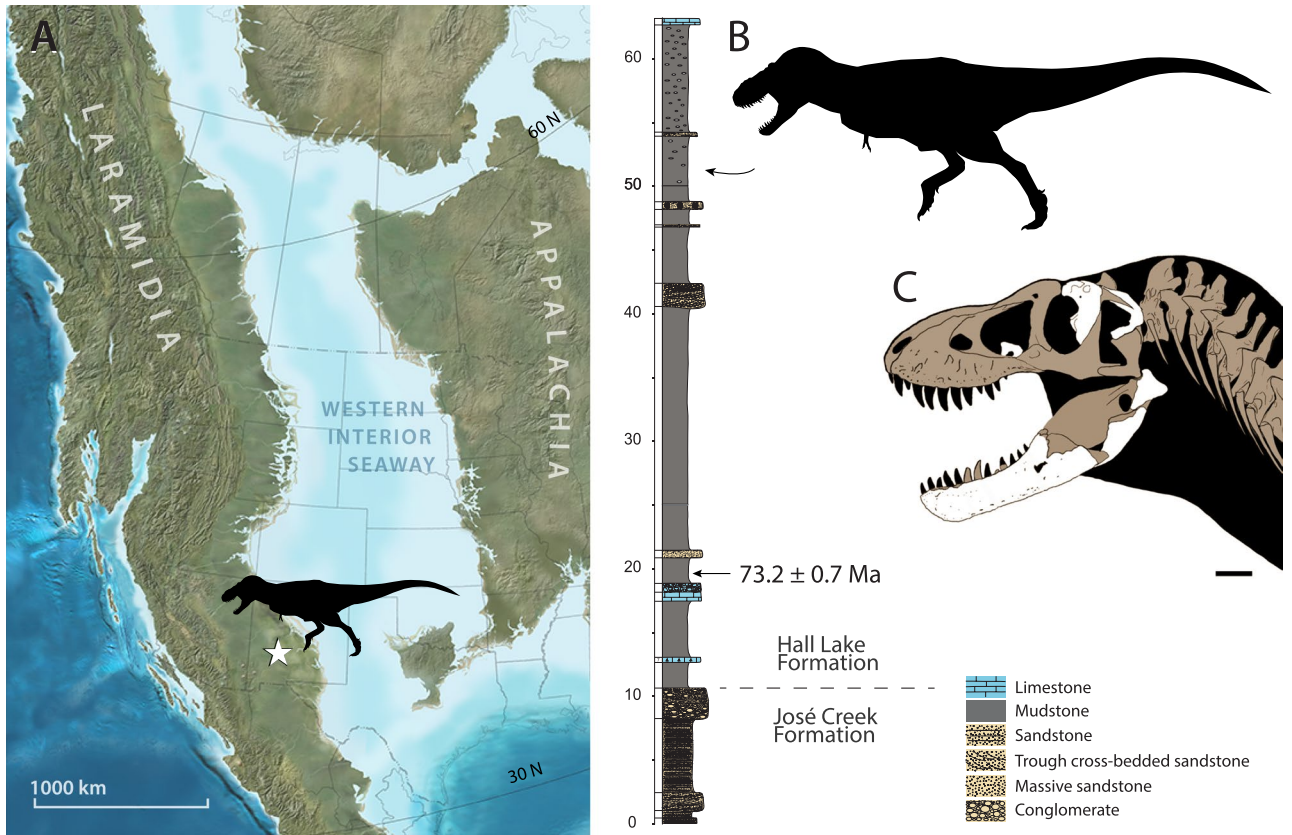 A
LARAMIDIA
APPALACHIA
60 N
WESTERN
INTERIOR
SEAWAY
30 N
1000 km
B
60
50
40
30
20
10
0
73.2 ± 0.7 Ma
Hall Lake
Formation
José Creek
Formation
C
Limestone
Mudstone
Sandstone
Trough cross-bedded sandstone
Massive sandstone
Conglomerate